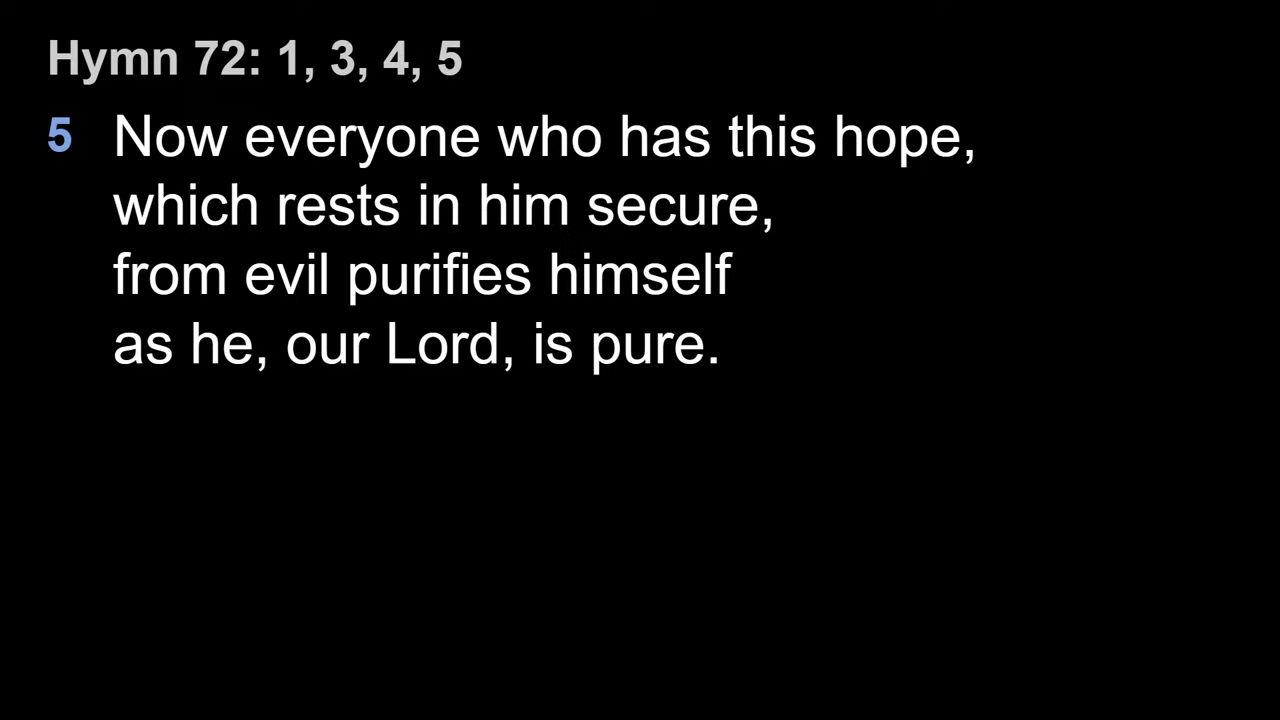 Hymn 72: 1, 3, 4, 5
5 Now everyone who has this hope,
which rests in him secure,
from evil purifies himself
as he, our Lord, is pure.